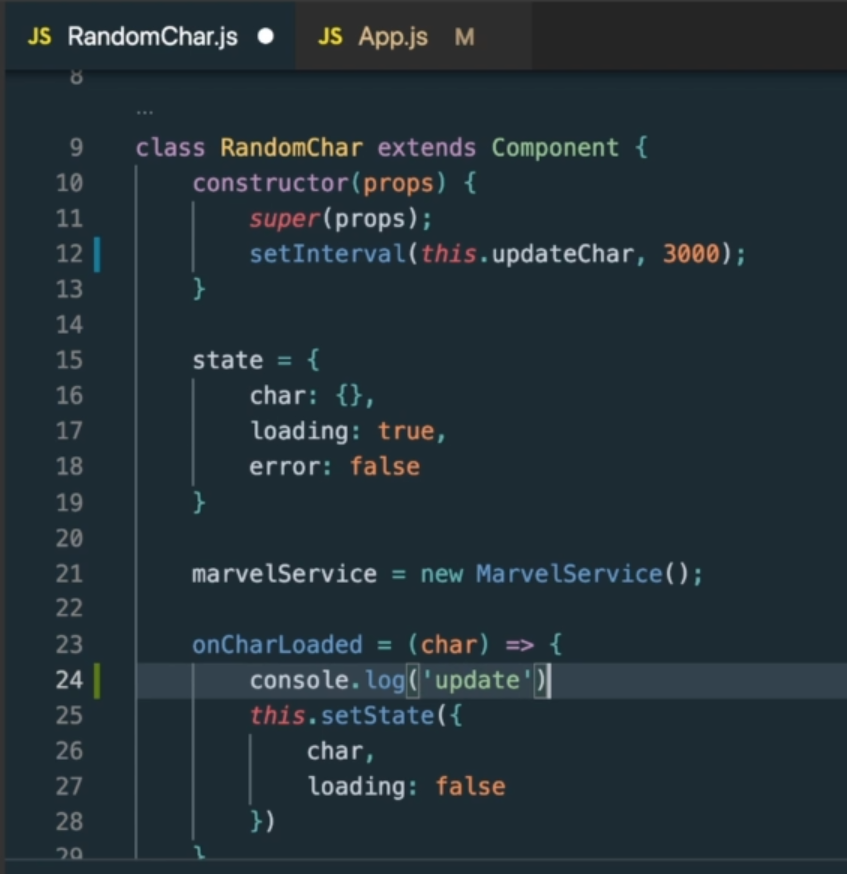 JS RandomChar.js ● JS App.js M
8
...
9 class RandomChar extends Component {
10     constructor(props) {
11         super(props);
12         setInterval(this.updateChar, 3000);
13     }
14
15     state = {
16         char: {},
17         loading: true,
18         error: false
19     }
20
21     marvelService = new MarvelService();
22
23     onCharLoaded = (char) => {
24         console.log('update')
25         this.setState({
26             char,
27             loading: false
28         })
29     }